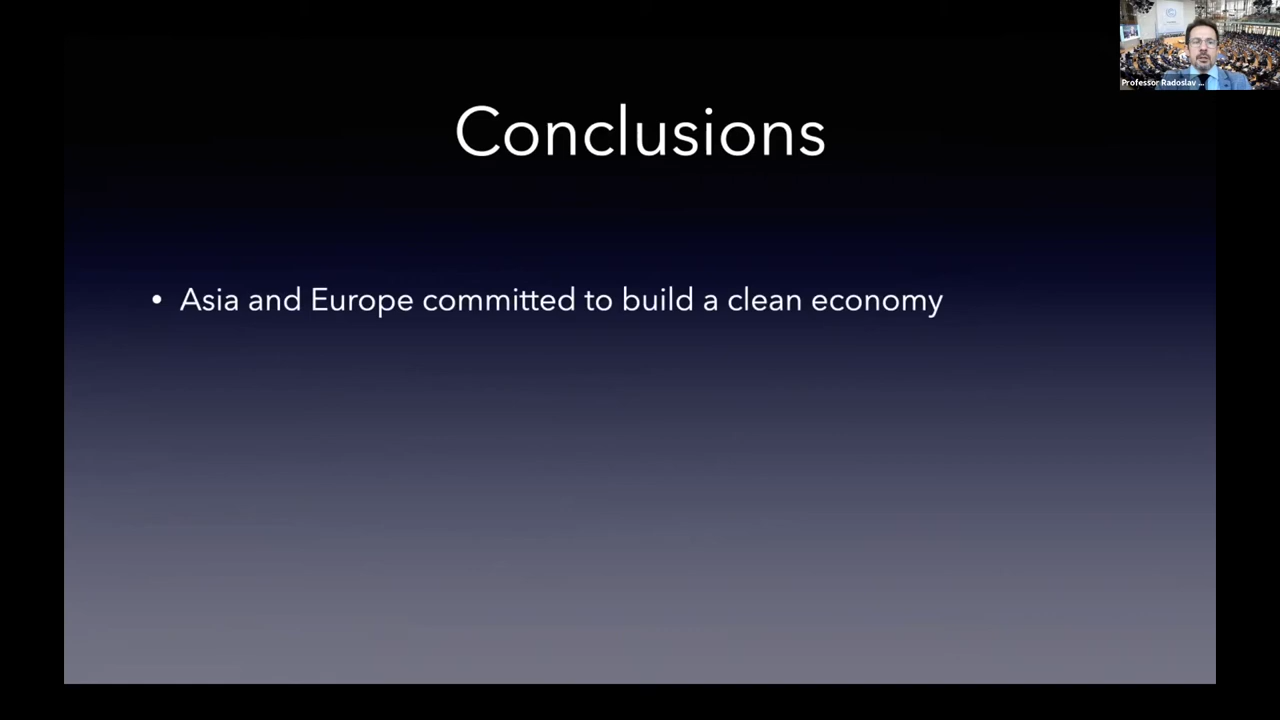 Professor Radoslav ...
Conclusions
• Asia and Europe committed to build a clean economy